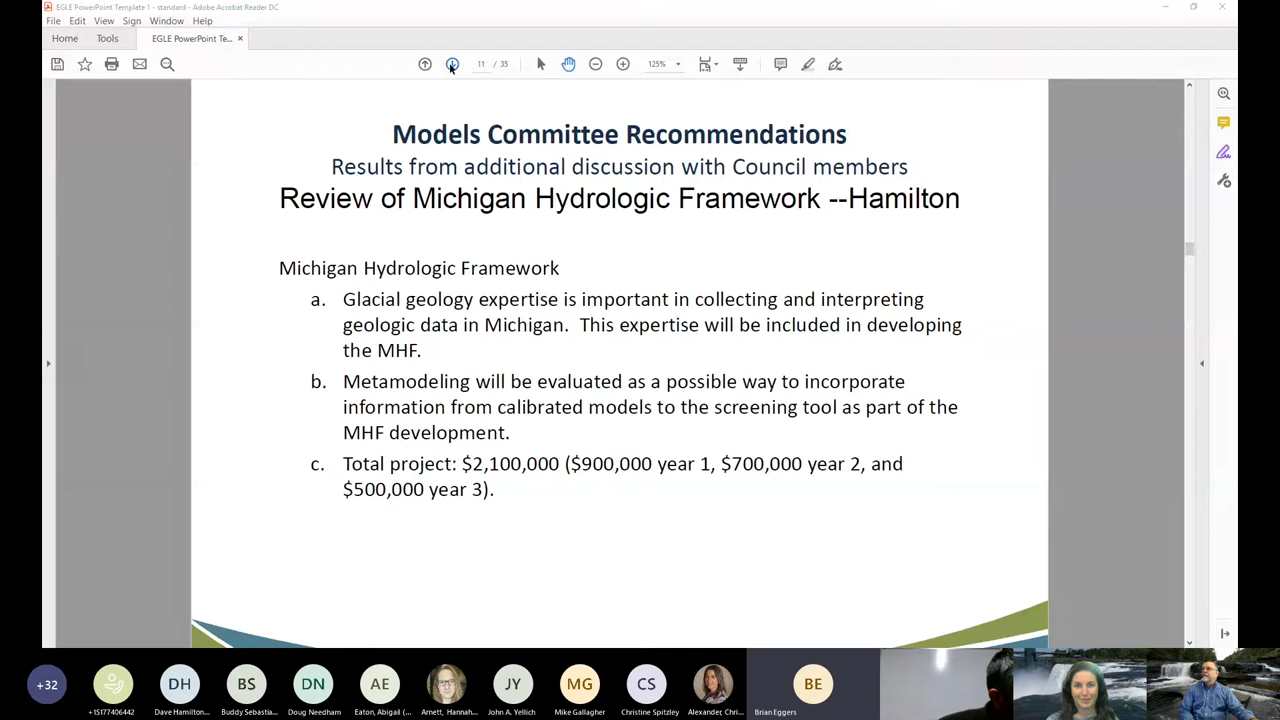 EGLE PowerPoint Template 1 - standard - Adobe Acrobat Reader DC
File Edit View Sign Window Help
Home Tools EGLE PowerPoint Te... ×
11 / 35 125%
Models Committee Recommendations
Results from additional discussion with Council members
Review of Michigan Hydrologic Framework --Hamilton
Michigan Hydrologic Framework
a. Glacial geology expertise is important in collecting and interpreting
geologic data in Michigan. This expertise will be included in developing
the MHF.
b. Metamodeling will be evaluated as a possible way to incorporate
information from calibrated models to the screening tool as part of the
MHF development.
c. Total project: $2,100,000 ($900,000 year 1, $700,000 year 2, and
$500,000 year 3).
+32 DH BS DN AE JY MG CS BE
+15177406442 Dave Hamilton... Buddy Sebastia... Doug Needham Eaton, Abigail (... Arnett, Hannah... John A. Yellich Mike Gallagher Christine Spitzley Alexander, Chri... Brian Eggers